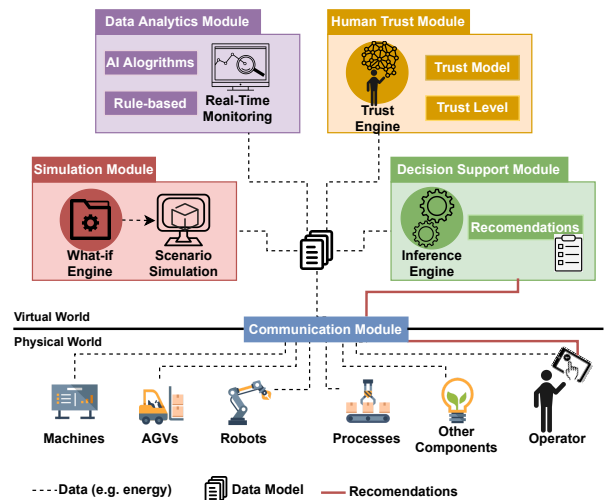 Data Analytics Module
AI Alogrithms
Rule-based
Real-Time
Monitoring
Human Trust Module
Trust
Engine
Trust Model
Trust Level
Simulation Module
What-if
Engine
Scenario
Simulation
Decision Support Module
Inference
Engine
Recomendations
Virtual World
Communication Module
Physical World
Machines
AGVs
Robots
Processes
Other
Components
Operator
Data (e.g. energy)
Data Model
Recomendations